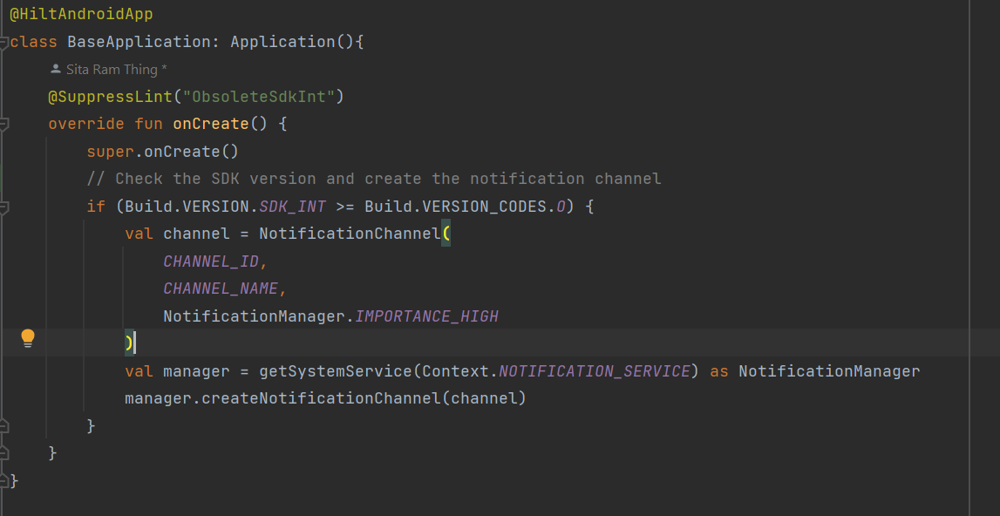 @HiltAndroidApp
class BaseApplication: Application(){
Sita Ram Thing *
@SuppressLint("ObsoleteSdkInt")
override fun onCreate() {
super.onCreate()
// Check the SDK version and create the notification channel
if (Build.VERSION.SDK_INT >= Build.VERSION_CODES.O) {
val channel = NotificationChannel(
CHANNEL_ID,
CHANNEL_NAME,
NotificationManager.IMPORTANCE_HIGH
)
val manager = getSystemService(Context.NOTIFICATION_SERVICE) as NotificationManager
manager.createNotificationChannel(channel)
}
}
}